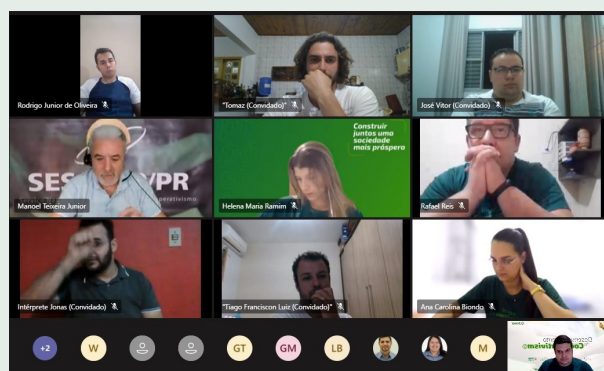 Rodrigo Junior de Oliveira
"Tomaz (Convidado)"
José Vitor (Convidado)
SES
PR
perativismo
Manoel Teixeira Junior
Construir
juntos uma
sociedade
mais próspera
Helena Maria Ramim
Rafael Reis
Intérprete Jonas (Convidado)
"Tiago Franciscon Luiz (Convidado)"
Ana Carolina Biondo
+2
W
GT
GM
LB
M